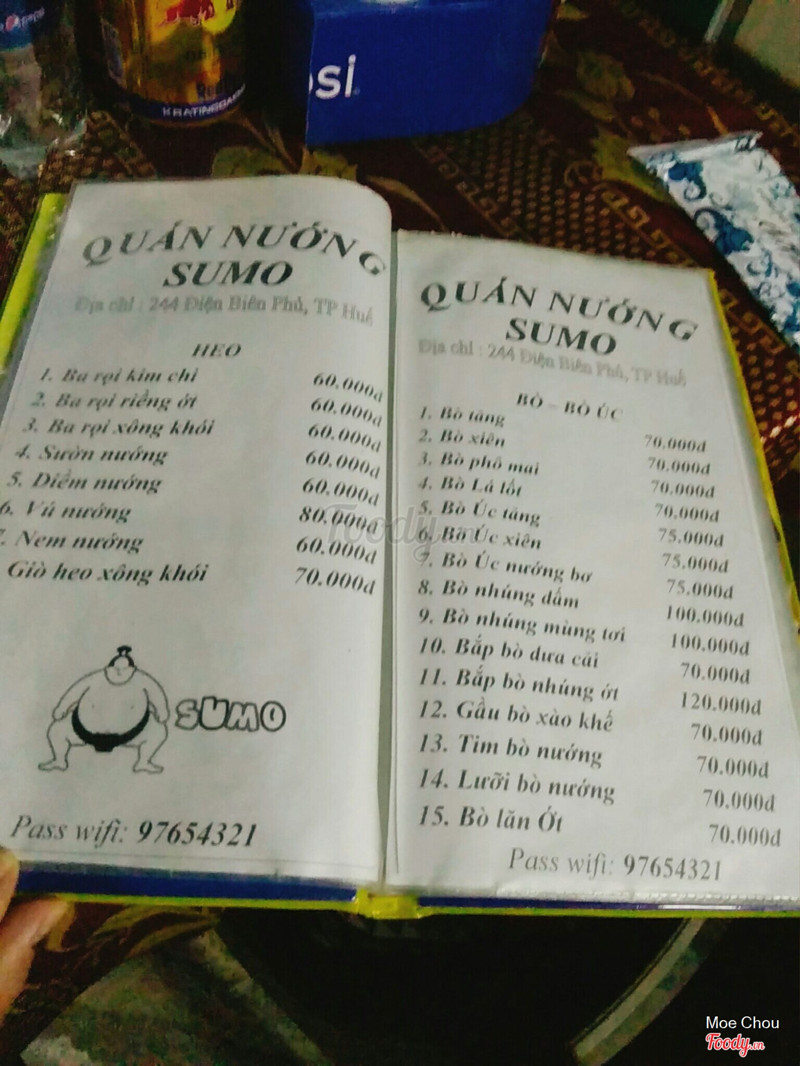 pepsi
Red Bull
KRATINGDAENG
psi
QUÁN NƯỚNG
SUMO
Địa chỉ : 244 Điện Biên Phủ, TP Huế
HEO
1. Ba rọi kim chi 60.000đ
2. Ba rọi riềng ớt 60.000đ
3. Ba rọi xông khói 60.000đ
4. Sườn nướng 60.000đ
5. Diềm nướng 60.000đ
6. Vú nướng 80.000đ
7. Nem nướng 60.000đ
Giò heo xông khói 70.000đ
SUMO
Pass wifi: 97654321
QUÁN NƯỚNG
SUMO
Địa chỉ : 244 Điện Biên Phủ, TP Huế
BÒ – BÒ ÚC
1. Bò tảng 70.000đ
2. Bò xiên 70.000đ
3. Bò phô mai 70.000đ
4. Bò Lá lốt 70.000đ
5. Bò Úc tảng 75.000đ
6. Bò Úc xiên 75.000đ
7. Bò Úc nướng bơ 75.000đ
8. Bò nhúng dấm 100.000đ
9. Bò nhúng mùng tơi 100.000đ
10. Bắp bò dưa cải 70.000đ
11. Bắp bò nhúng ớt 120.000đ
12. Gầu bò xào khế 70.000đ
13. Tim bò nướng 70.000đ
14. Lưỡi bò nướng 70.000đ
15. Bò lăn Ớt 70.000đ
Pass wifi: 97654321
Foody.vn
Moe Chou
Foody.vn